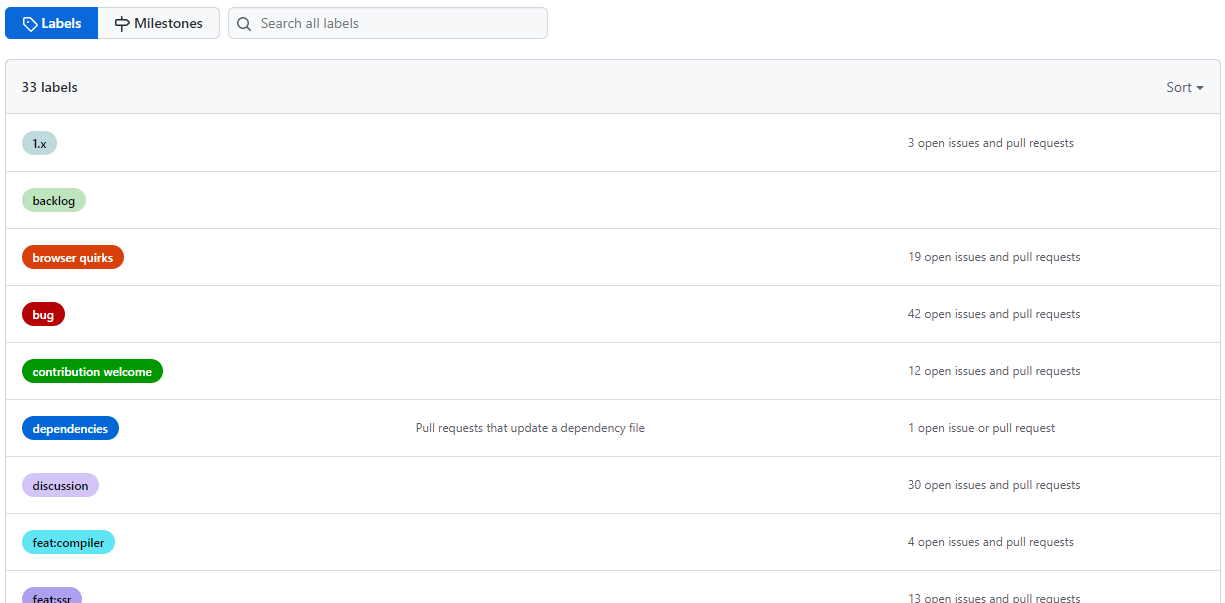 Labels Milestones Search all labels
33 labels Sort
1.x 3 open issues and pull requests
backlog
browser quirks 19 open issues and pull requests
bug 42 open issues and pull requests
contribution welcome 12 open issues and pull requests
dependencies Pull requests that update a dependency file 1 open issue or pull request
discussion 30 open issues and pull requests
feat:compiler 4 open issues and pull requests
feat:ssr 13 open issues and pull requests